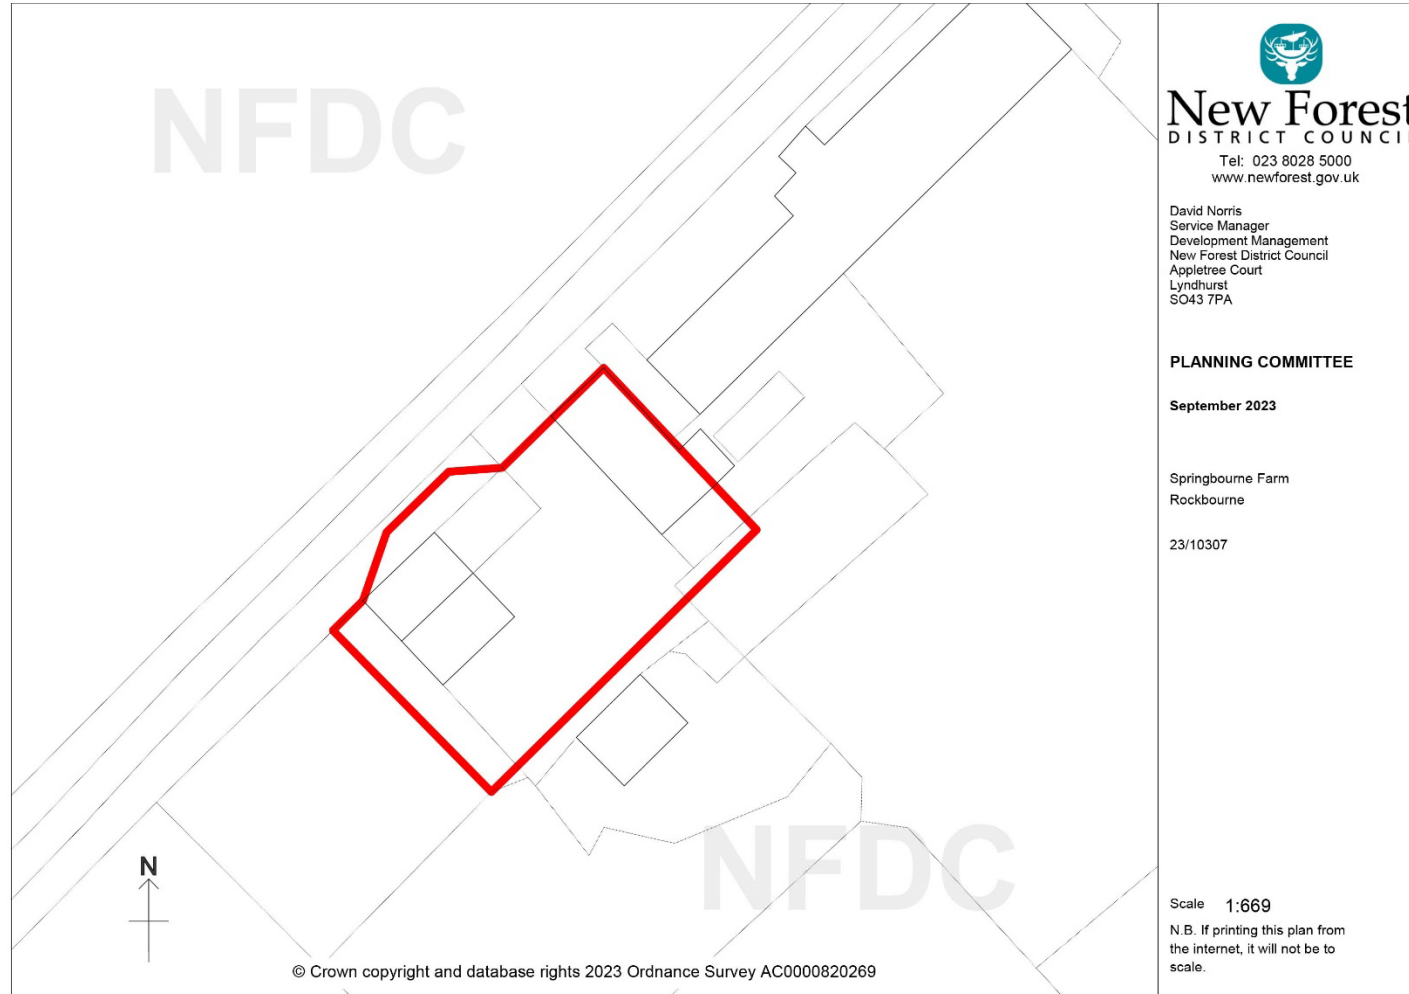 NFDC
New Forest
DISTRICT COUNCIL
Tel: 023 8028 5000
www.newforest.gov.uk
David Norris
Service Manager
Development Management
New Forest District Council
Appletree Court
Lyndhurst
SO43 7PA
PLANNING COMMITTEE
September 2023
Springbourne Farm
Rockbourne
23/10307
NFDC
N
Scale 1:669
N.B. If printing this plan from
the internet, it will not be to
scale.
© Crown copyright and database rights 2023 Ordnance Survey AC0000820269